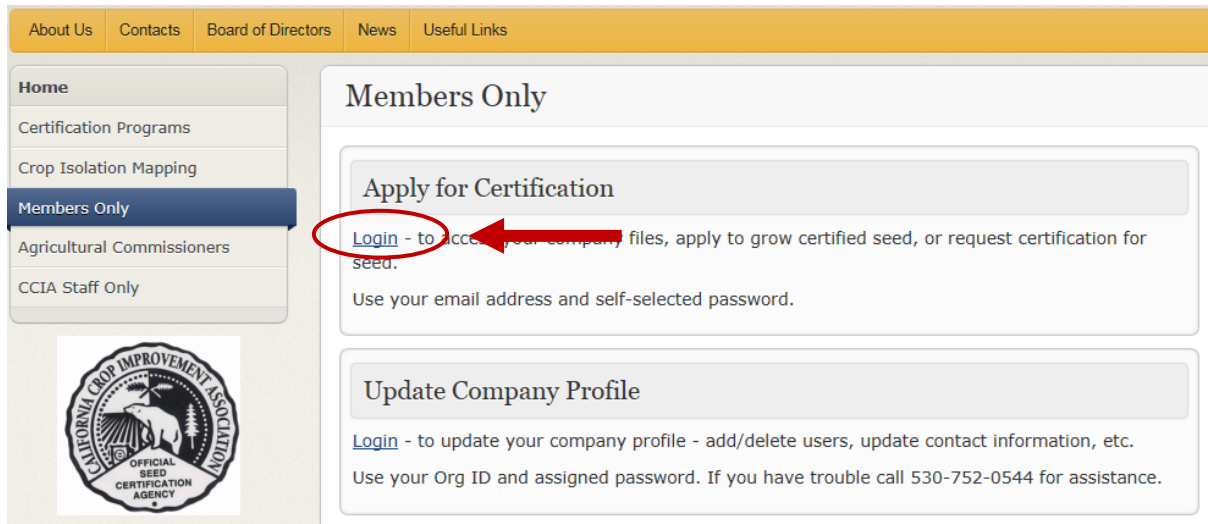 About Us Contacts Board of Directors News Useful Links
Home
Certification Programs
Crop Isolation Mapping
Members Only
Agricultural Commissioners
CCIA Staff Only
CALIFORNIA CROP IMPROVEMENT ASSOCIATION
OFFICIAL
SEED
CERTIFICATION
AGENCY
Members Only
Apply for Certification
Login - to access your company files, apply to grow certified seed, or request certification for
seed.
Use your email address and self-selected password.
Update Company Profile
Login - to update your company profile - add/delete users, update contact information, etc.
Use your Org ID and assigned password. If you have trouble call 530-752-0544 for assistance.